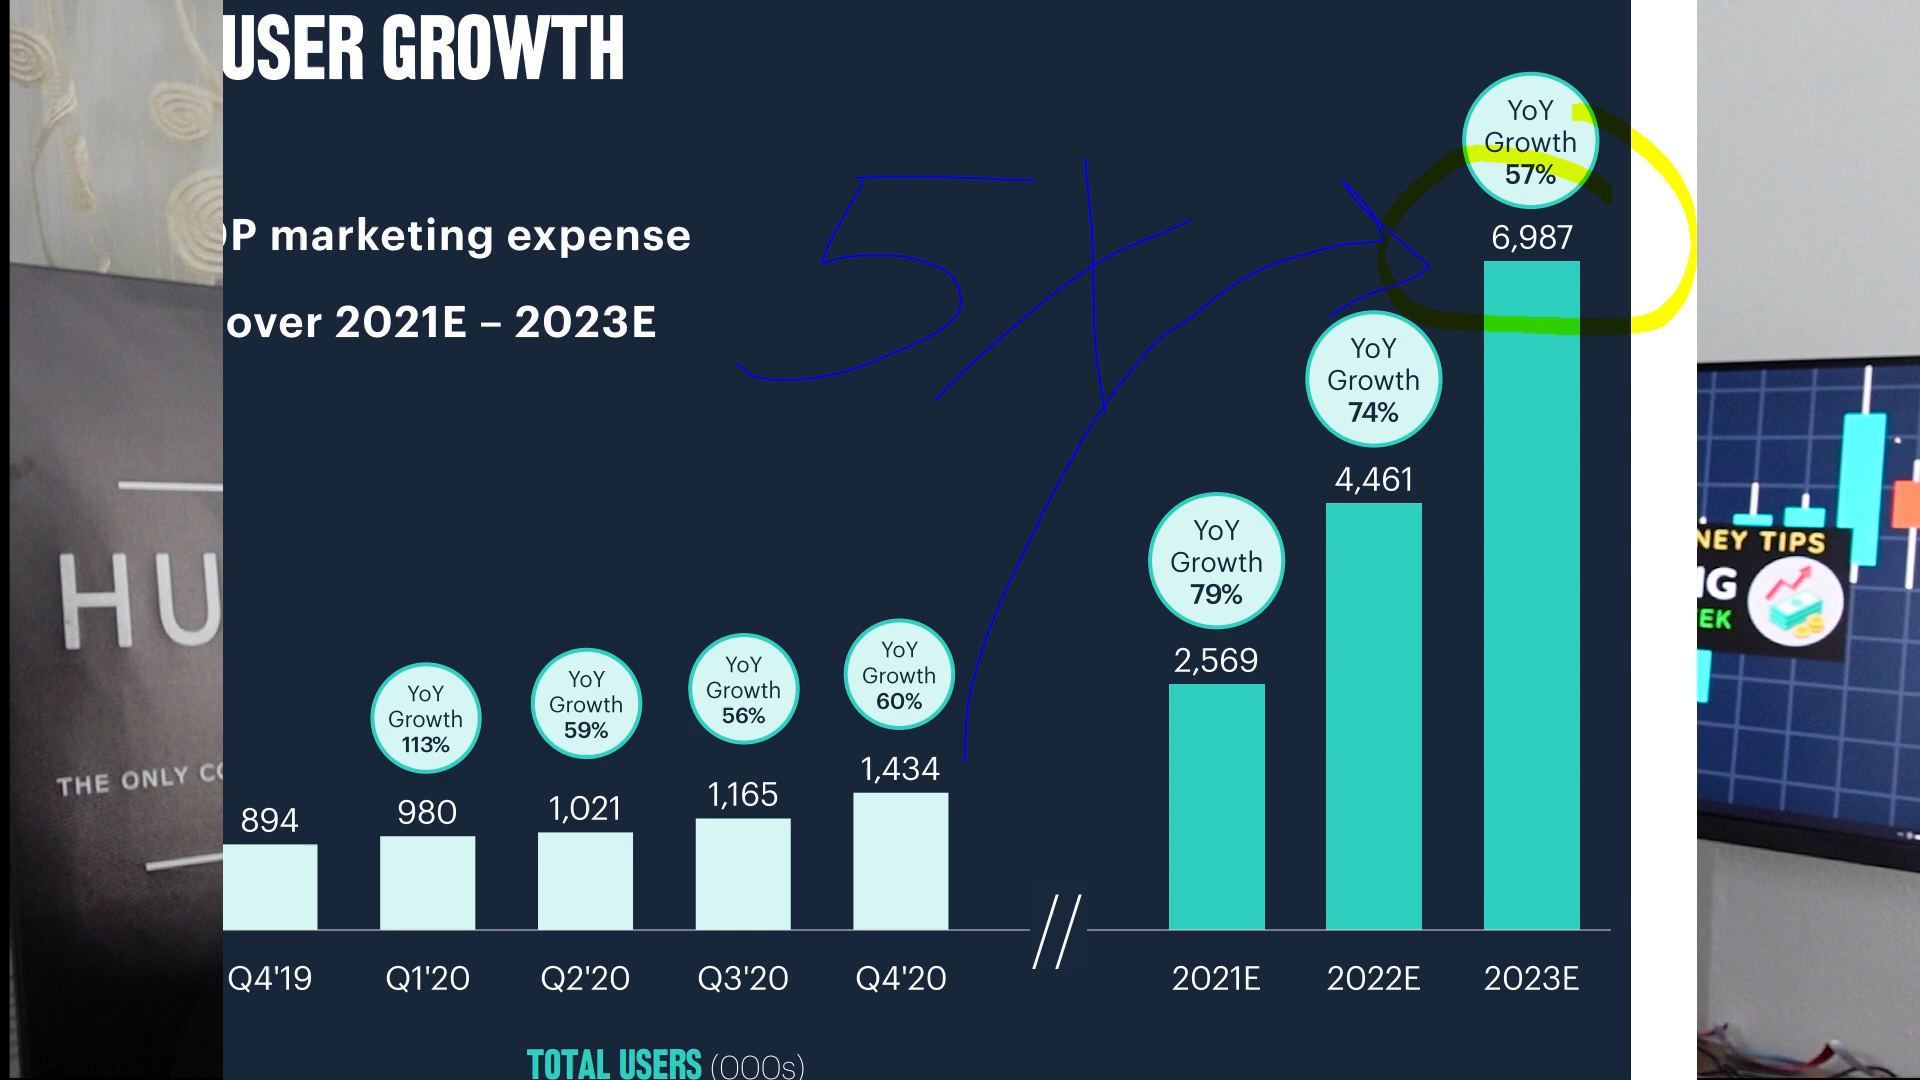 USER GROWTH
P marketing expense
over 2021E – 2023E
5x
YoY Growth 57%
6,987
YoY Growth 74%
4,461
YoY Growth 79%
2,569
YoY Growth 113%
YoY Growth 59%
YoY Growth 56%
YoY Growth 60%
894
980
1,021
1,165
1,434
Q4'19 Q1'20 Q2'20 Q3'20 Q4'20 2021E 2022E 2023E
TOTAL USERS (000s)
HU
THE ONLY
TIPS